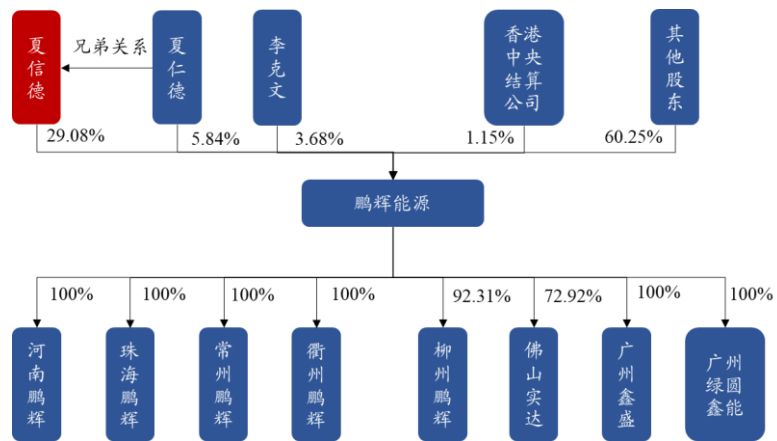 夏信德
兄弟关系
夏仁德
李克文
香港
中央
结算
公司
其他股东
29.08%
5.84%
3.68%
1.15%
60.25%
鹏辉能源
100%
100%
100%
100%
92.31%
72.92%
100%
100%
河南鹏辉
珠海鹏辉
常州鹏辉
衢州鹏辉
柳州鹏辉
佛山实达
广州鑫盛
广州
绿圆
鑫能